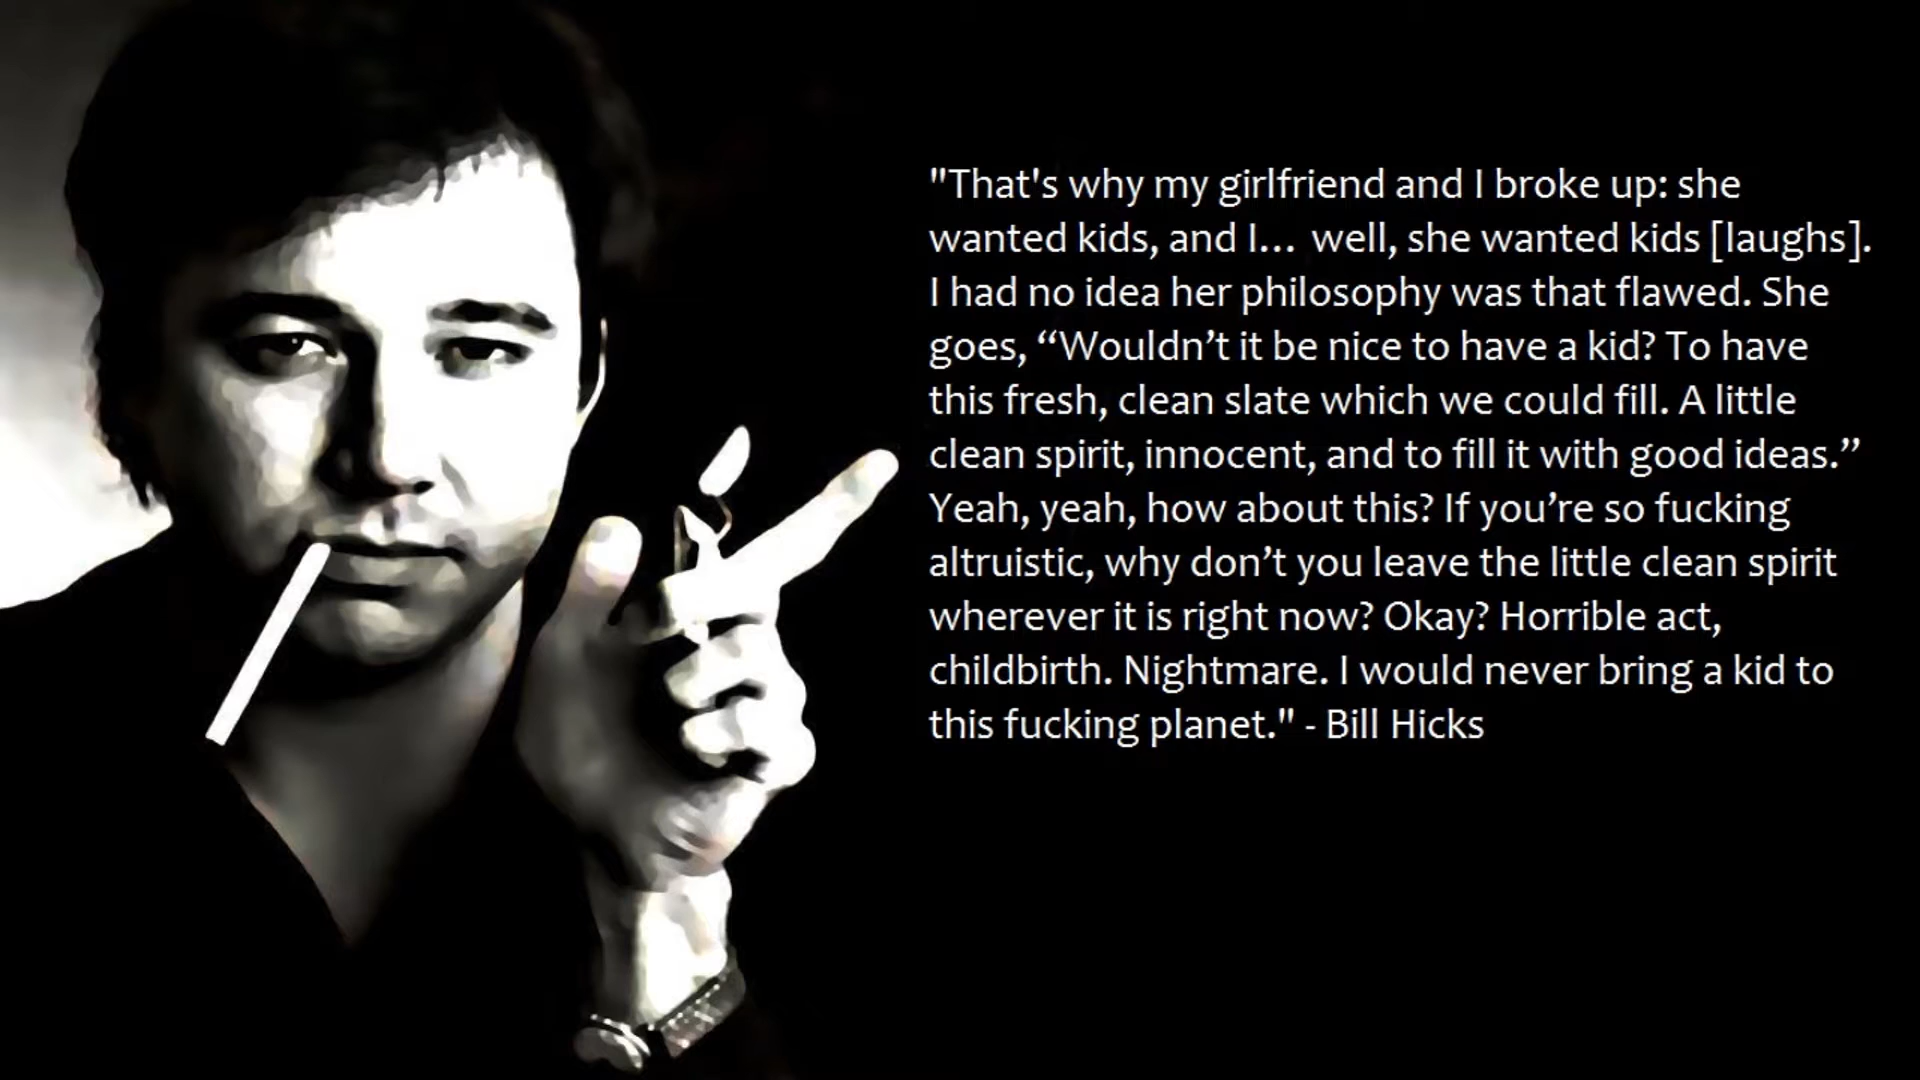 "That's why my girlfriend and I broke up: she
wanted kids, and I… well, she wanted kids [laughs].
I had no idea her philosophy was that flawed. She
goes, “Wouldn’t it be nice to have a kid? To have
this fresh, clean slate which we could fill. A little
clean spirit, innocent, and to fill it with good ideas.”
Yeah, yeah, how about this? If you’re so fucking
altruistic, why don’t you leave the little clean spirit
wherever it is right now? Okay? Horrible act,
childbirth. Nightmare. I would never bring a kid to
this fucking planet." - Bill Hicks